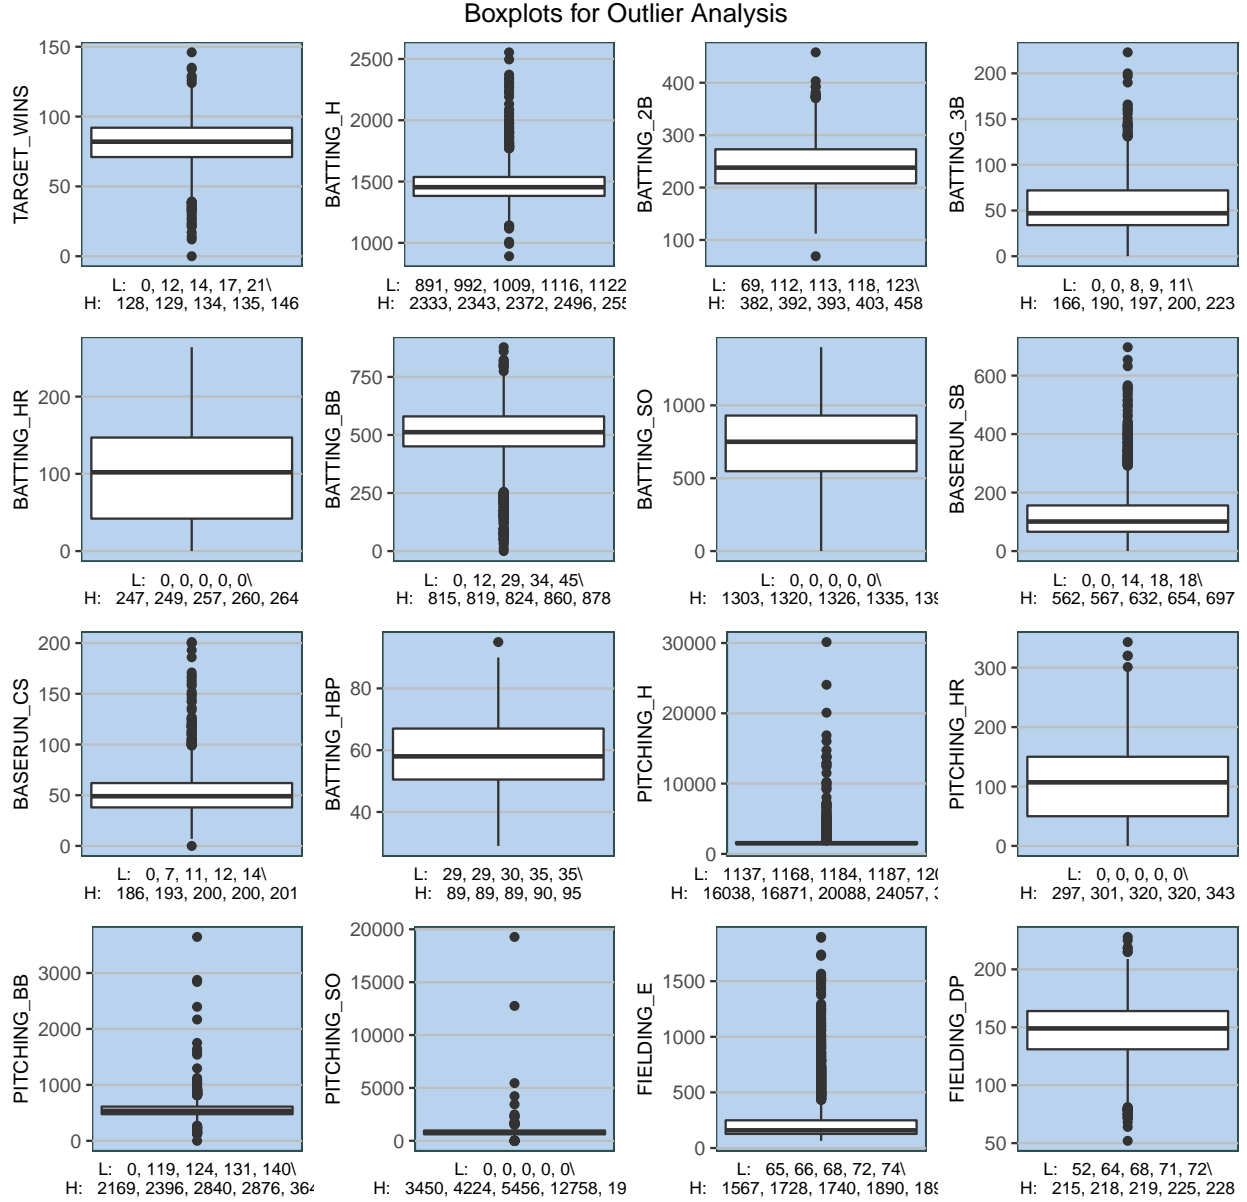 Boxplots for Outlier Analysis
TARGET_WINS
150
100
50
0
L: 0, 12, 14, 17, 21\
H: 128, 129, 134, 135, 146
BATTING_H
2500
2000
1500
1000
L: 891, 992, 1009, 1116, 1122
H: 2333, 2343, 2372, 2496, 255
BATTING_2B
400
300
200
100
L: 69, 112, 113, 118, 123\
H: 382, 392, 393, 403, 458
BATTING_3B
200
150
100
50
0
L: 0, 0, 8, 9, 11\
H: 166, 190, 197, 200, 223
BATTING_HR
200
100
0
L: 0, 0, 0, 0, 0\
H: 247, 249, 257, 260, 264
BATTING_BB
750
500
250
0
L: 0, 12, 29, 34, 45\
H: 815, 819, 824, 860, 878
BATTING_SO
1000
500
0
L: 0, 0, 0, 0, 0\
H: 1303, 1320, 1326, 1335, 139
BASERUN_SB
600
400
200
0
L: 0, 0, 14, 18, 18\
H: 562, 567, 632, 654, 697
BASERUN_CS
200
150
100
50
0
L: 0, 7, 11, 12, 14\
H: 186, 193, 200, 200, 201
BATTING_HBP
80
60
40
L: 29, 29, 30, 35, 35\
H: 89, 89, 89, 90, 95
PITCHING_H
30000
20000
10000
0
L: 1137, 1168, 1184, 1187, 120
H: 16038, 16871, 20088, 24057, 3
PITCHING_HR
300
200
100
0
L: 0, 0, 0, 0, 0\
H: 297, 301, 320, 320, 343
PITCHING_BB
3000
2000
1000
0
L: 0, 119, 124, 131, 140\
H: 2169, 2396, 2840, 2876, 364
PITCHING_SO
20000
15000
10000
5000
0
L: 0, 0, 0, 0, 0\
H: 3450, 4224, 5456, 12758, 19
FIELDING_E
1500
1000
500
0
L: 65, 66, 68, 72, 74\
H: 1567, 1728, 1740, 1890, 189
FIELDING_DP
200
150
100
50
L: 52, 64, 68, 71, 72\
H: 215, 218, 219, 225, 228